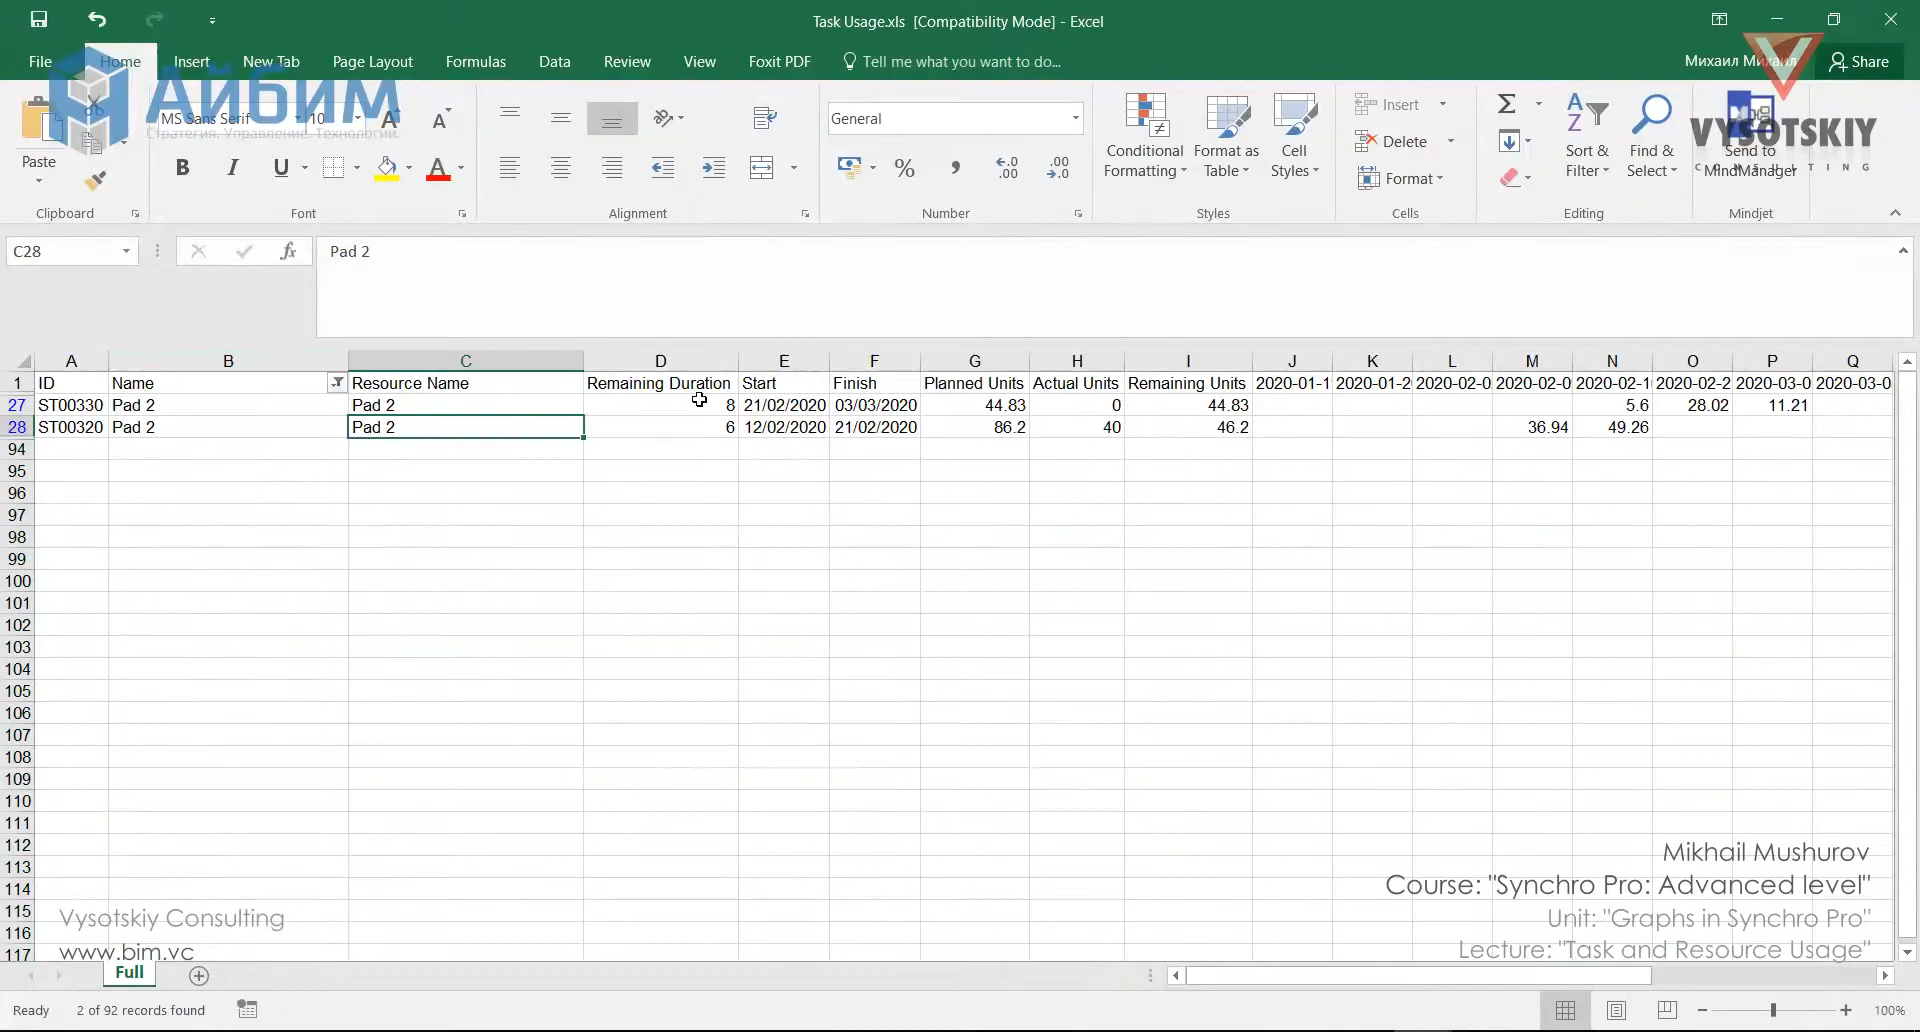 Task Usage.xls [Compatibility Mode] - Excel
File Home Insert New Tab Page Layout Formulas Data Review View Foxit PDF Tell me what you want to do... Михаил Михаил Share
АйБим
Стратегия. Управление. Технологии.
VYSOTSKIY
CONSULTING
MS Sans Serif 10 General
Paste
Conditional Formatting
Format as Table
Cell Styles
Insert
Delete
Format
Sort & Filter
Find & Select
Send to MindManager
Clipboard Font Alignment Number Styles Cells Editing Mindjet
C28 fx Pad 2
A B C D E F G H I J K L M N O P Q
1 ID Name Resource Name Remaining Duration Start Finish Planned Units Actual Units Remaining Units 2020-01-1 2020-01-2 2020-02-0 2020-02-0 2020-02-1 2020-02-2 2020-03-0 2020-03-0
27 ST00330 Pad 2 Pad 2 8 21/02/2020 03/03/2020 44.83 0 44.83 5.6 28.02 11.21
28 ST00320 Pad 2 Pad 2 6 12/02/2020 21/02/2020 86.2 40 46.2 36.94 49.26
94
95
96
97
98
99
100
101
102
103
104
105
106
107
108
109
110
111
112
113
114
115
116
117
Mikhail Mushurov
Course: "Synchro Pro: Advanced level"
Unit: "Graphs in Synchro Pro"
Lecture: "Task and Resource Usage"
Vysotskiy Consulting
www.bim.vc
Full
Ready 2 of 92 records found 100%